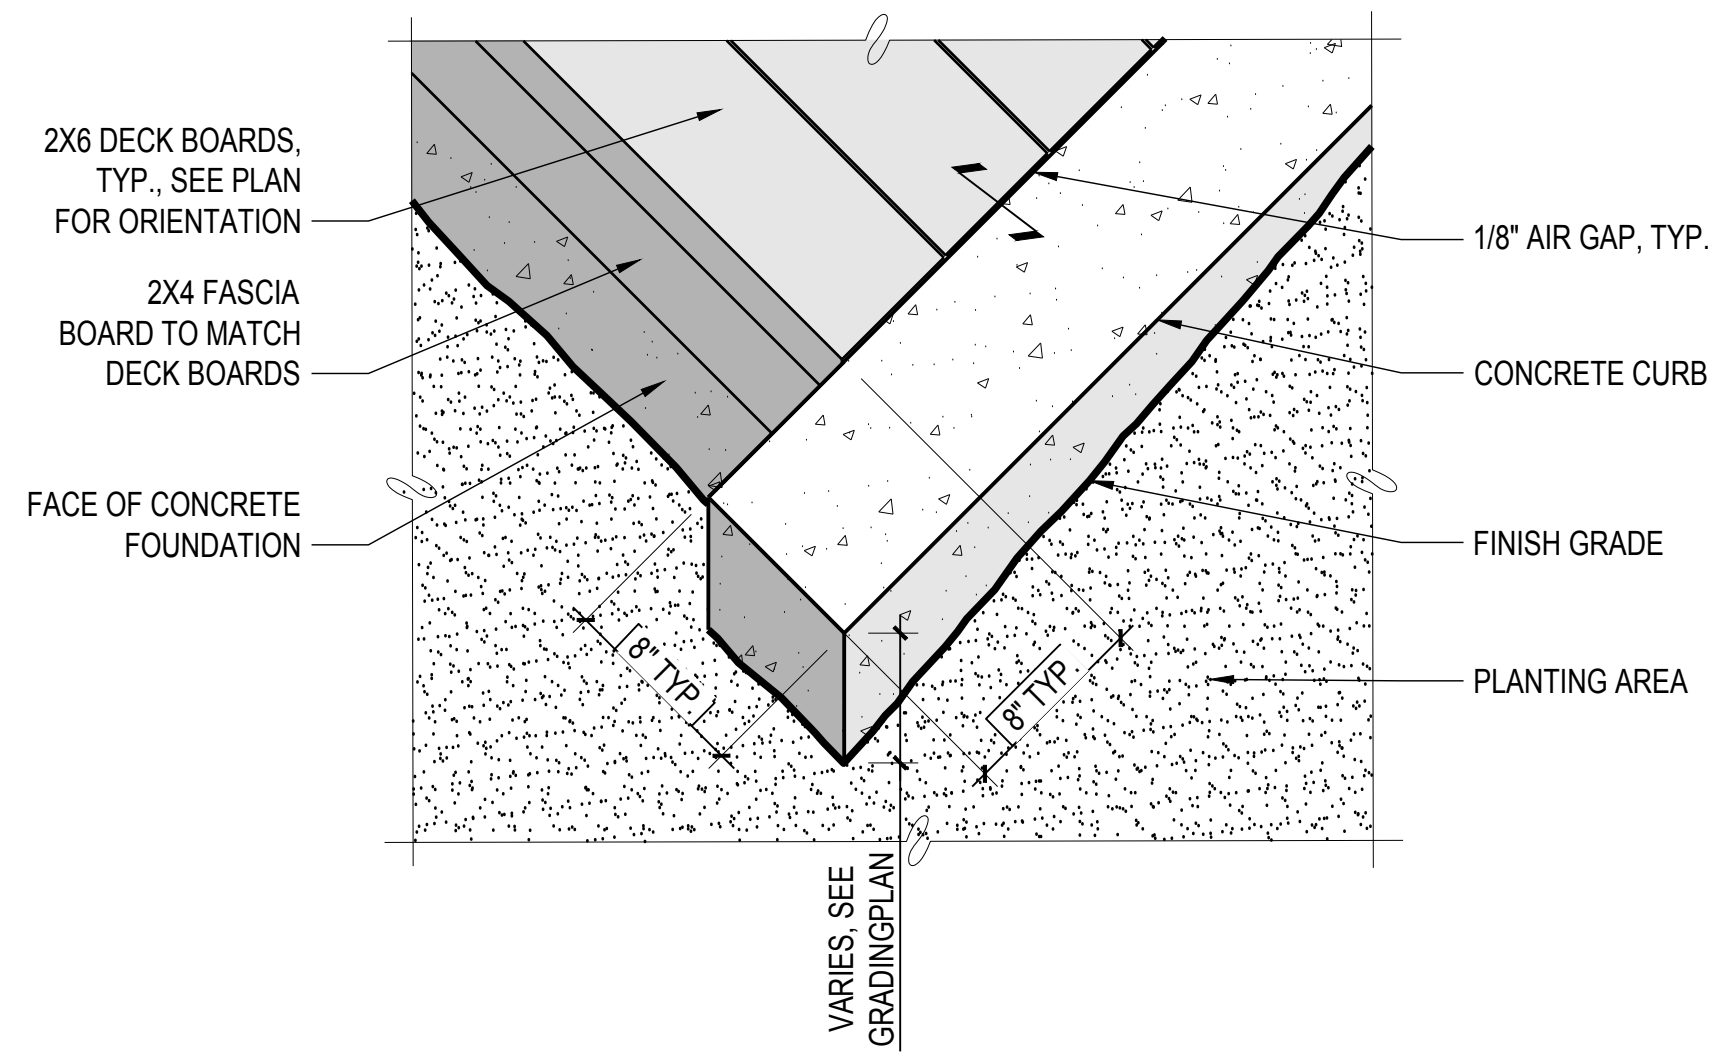 2X6 DECK BOARDS,
TYP., SEE PLAN
FOR ORIENTATION
2X4 FASCIA
BOARD TO MATCH
DECK BOARDS
FACE OF CONCRETE
FOUNDATION
1/8" AIR GAP, TYP.
CONCRETE CURB
FINISH GRADE
PLANTING AREA
8" TYP
8" TYP
VARIES, SEE
GRADINGPLAN